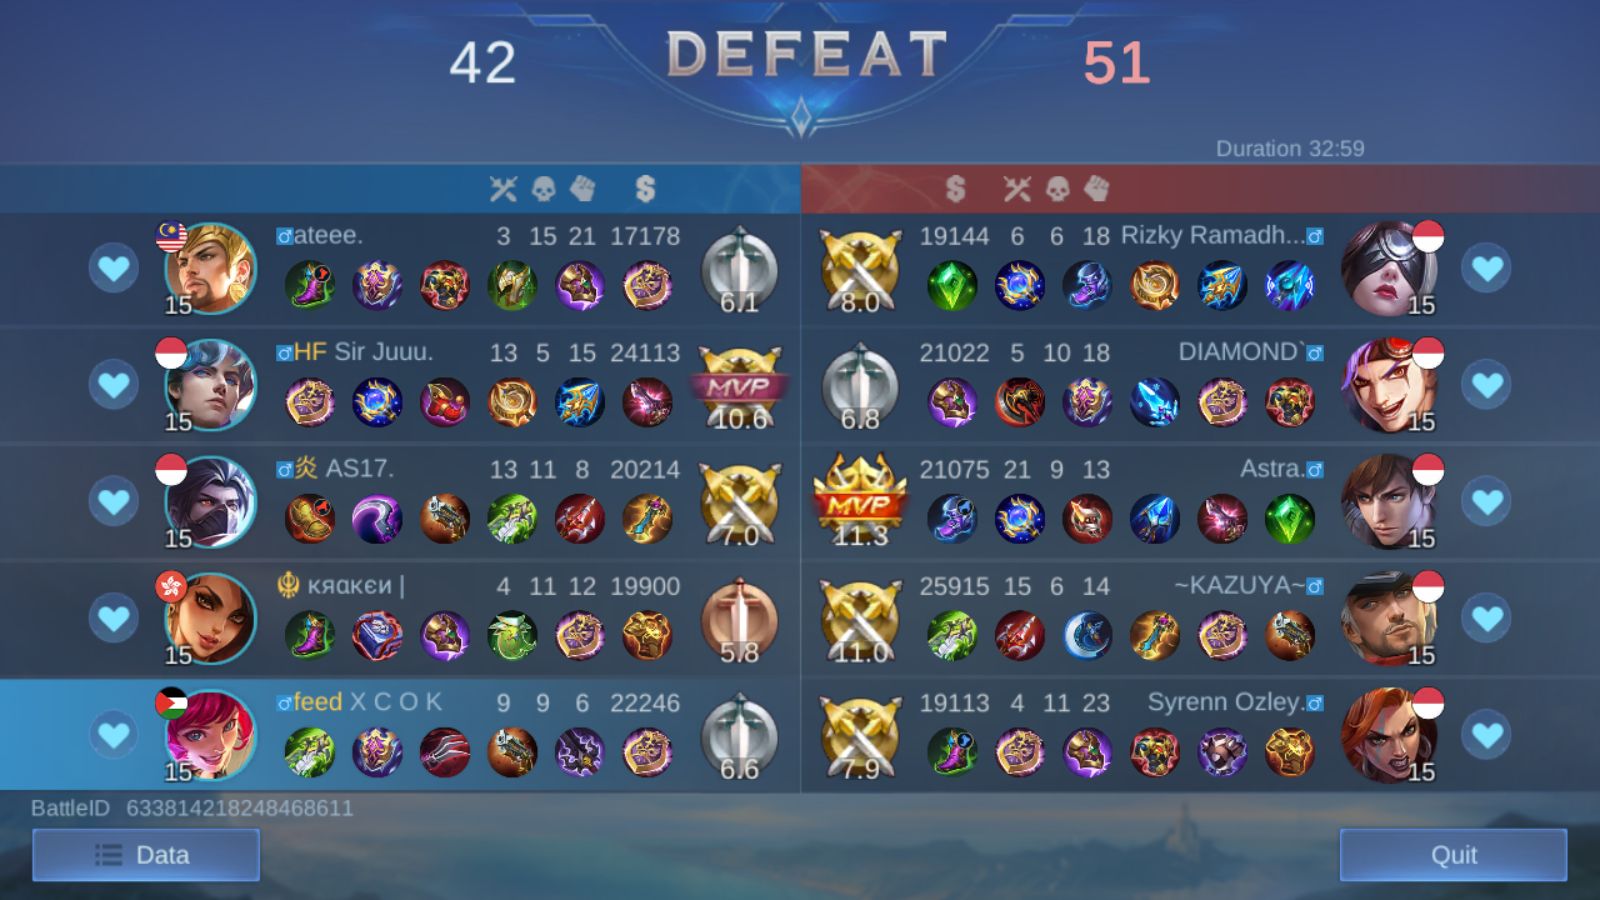 42 DEFEAT 51
Duration 32:59
ateee. 3 15 21 17178
15 6.1
19144 6 6 18 Rizky Ramadh...
8.0 15
HF Sir Juuu. 13 5 15 24113
MVP
15 10.6
21022 5 10 18 DIAMOND`
6.8 15
炎 AS17. 13 11 8 20214
15 7.0
21075 21 9 13 Astra.
MVP
11.3 15
кяαкєи | 4 11 12 19900
15 5.8
25915 15 6 14 ~KAZUYA~
11.0 15
feed X C O K 9 9 6 22246
15 6.6
19113 4 11 23 Syrenn Ozley.
7.9 15
BattleID 633814218248468611
Data
Quit